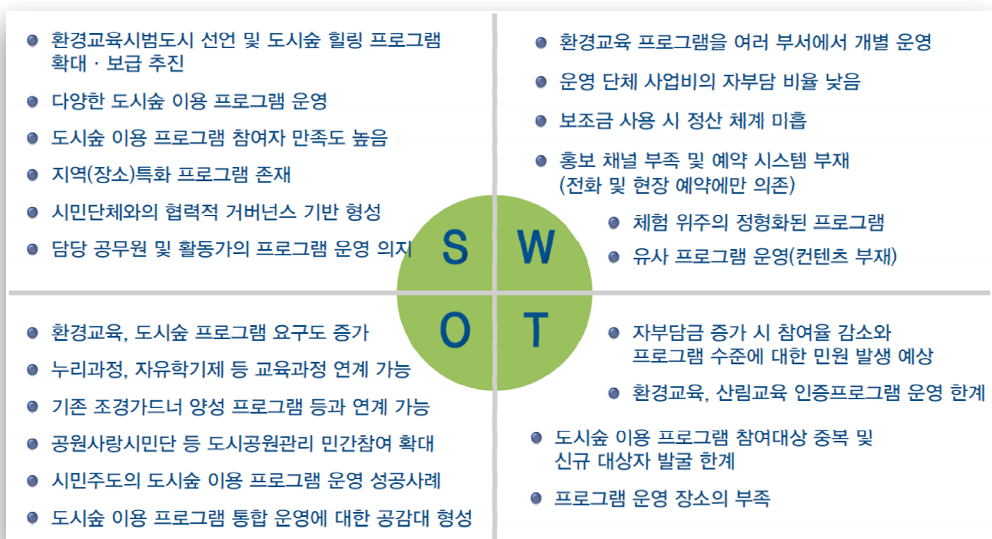 환경교육시범도시 선언 및 도시숲 힐링 프로그램
확대 · 보급 추진
다양한 도시숲 이용 프로그램 운영
도시숲 이용 프로그램 참여자 만족도 높음
지역(장소)특화 프로그램 존재
시민단체와의 협력적 거버넌스 기반 형성
담당 공무원 및 활동가의 프로그램 운영 의지
S
환경교육 프로그램을 여러 부서에서 개별 운영
운영 단체 사업비의 자부담 비율 낮음
보조금 사용 시 정산 체계 미흡
홍보 채널 부족 및 예약 시스템 부재
(전화 및 현장 예약에만 의존)
체험 위주의 정형화된 프로그램
유사 프로그램 운영(컨텐츠 부재)
W
환경교육, 도시숲 프로그램 요구도 증가
누리과정, 자유학기제 등 교육과정 연계 가능
기존 조경가드너 양성 프로그램 등과 연계 가능
공원사랑시민단 등 도시공원관리 민간참여 확대
시민주도의 도시숲 이용 프로그램 운영 성공사례
도시숲 이용 프로그램 통합 운영에 대한 공감대 형성
O
자부담금 증가 시 참여율 감소와
프로그램 수준에 대한 민원 발생 예상
환경교육, 산림교육 인증프로그램 운영 한계
도시숲 이용 프로그램 참여대상 중복 및
신규 대상자 발굴 한계
프로그램 운영 장소의 부족
T